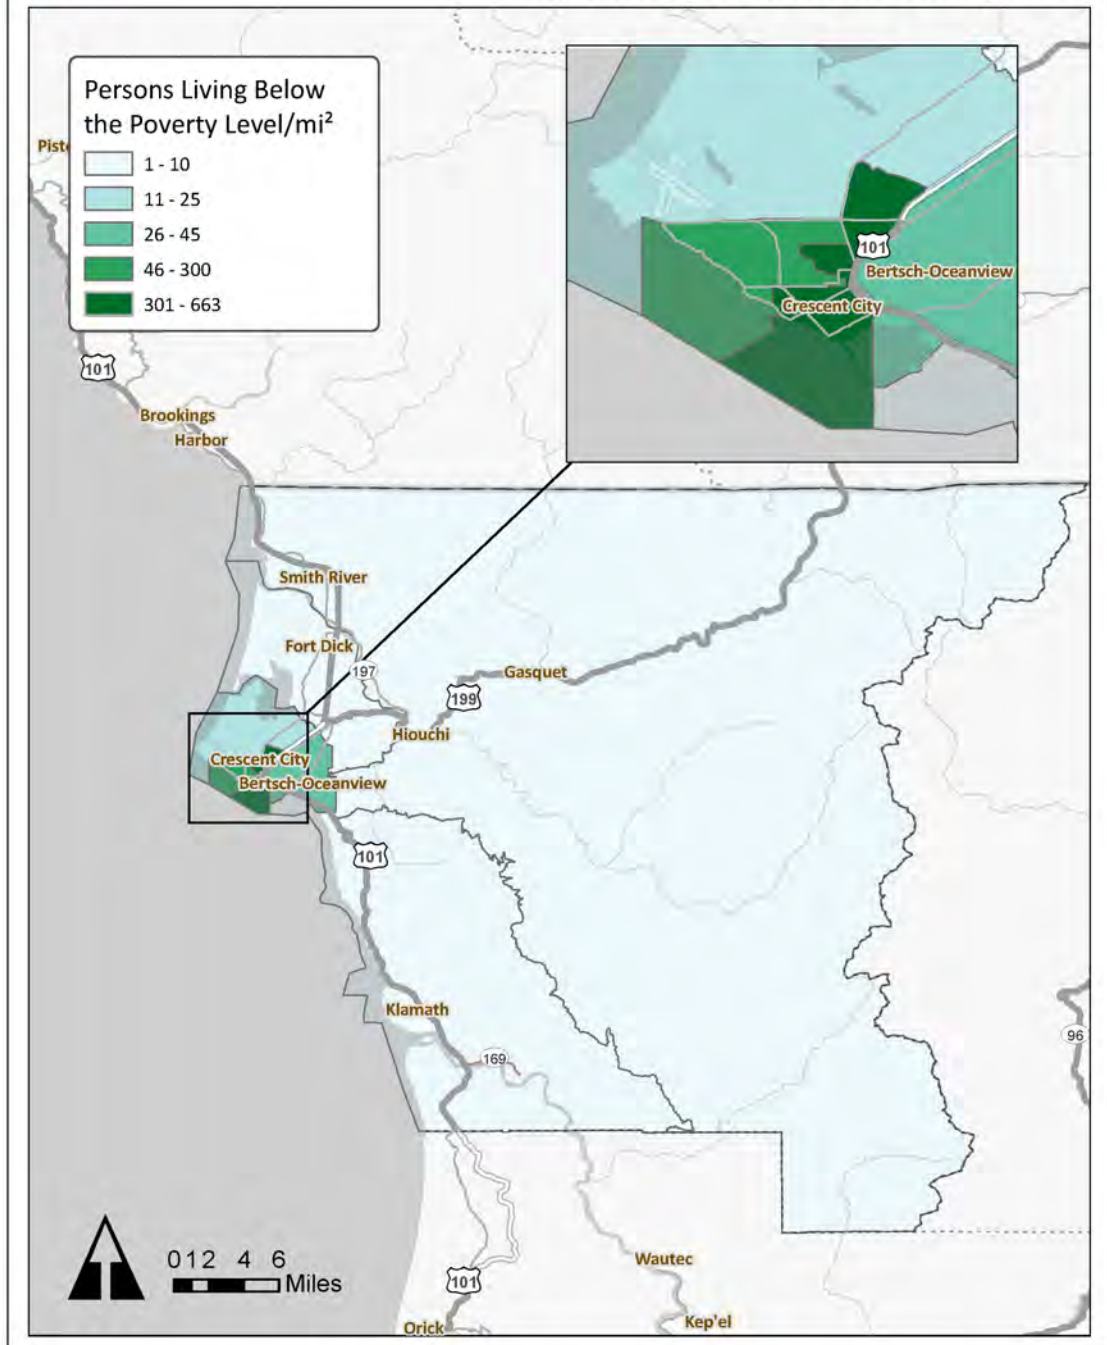 Persons Living Below
the Poverty Level/mi²
1 - 10
11 - 25
26 - 45
46 - 300
301 - 663
101
Bertsch-Oceanview
Crescent City
101
Brookings
Harbor
Smith River
Fort Dick
197
Gasquet
199
Hiouchi
Crescent City
Bertsch-Oceanview
101
Klamath
96
169
0 1 2 4 6
Miles
Wautec
101
Kep'el
Orick